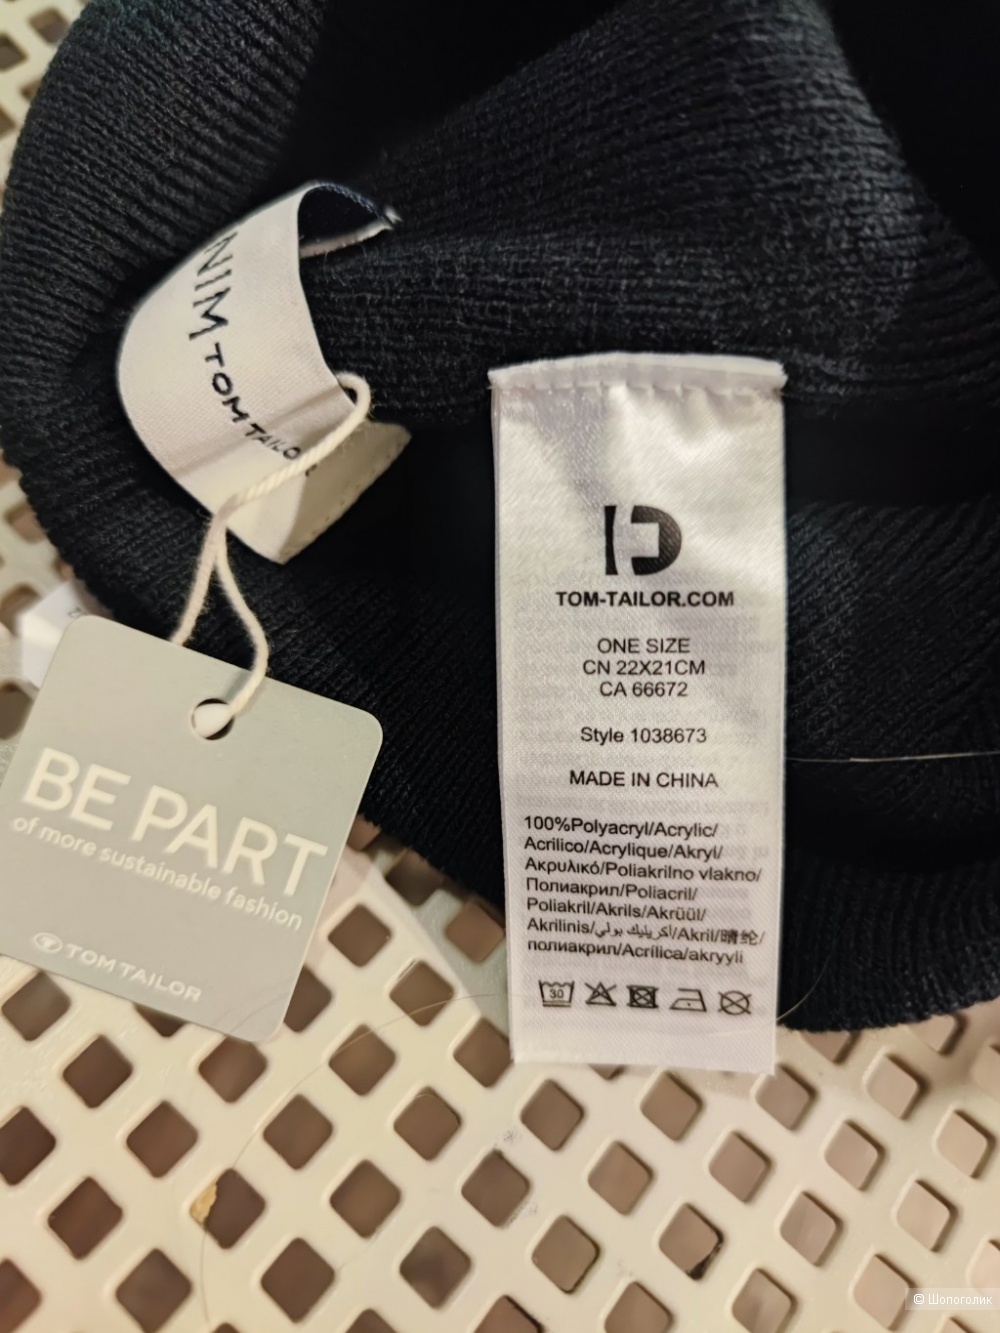 NIM TOM TAILOR
TOM-TAILOR.COM
ONE SIZE
CN 22X21CM
CA 66672
Style 1038673
MADE IN CHINA
100%Polyacryl/Acrylic/
Acrilico/Acrylique/Akryl/
Ακρυλικό/Poliakrilno vlakno/
Полиакрил/Poliacril/
Poliakril/Akrils/Akrüül/
Akrilinis/أكريليك بولي/Akril/腈纶/
полиакрил/Acrílica/akryyli
30
BE PART
of more sustainable fashion
TOM TAILOR
© Шопоголик